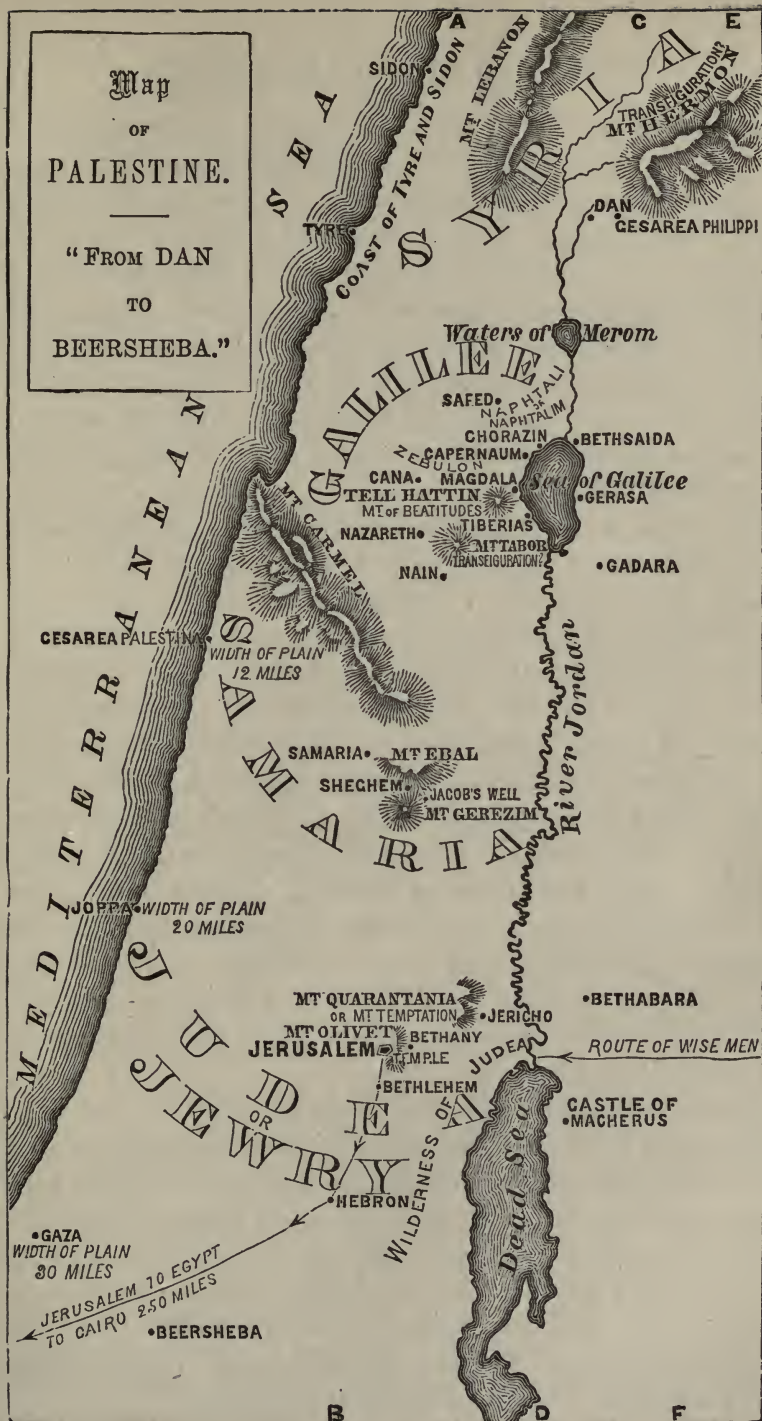 A
C
E
Map
OF
PALESTINE.
"FROM DAN
TO
BEERSHEBA."
MEDITERRANEAN SEA
SIDON
COAST OF TYRE AND SIDON
TYRE
MT LEBANON
SYRIA
TRANSFIGURATION?
MT HERMON
DAN
CESAREA PHILIPPI
Waters of Merom
GALILEE
SAFED
NAPHTALI
OR
NAPHTALIM
CHORAZIN
BETHSAIDA
CAPERNAUM
ZEBULON
CANA
MAGDALA
Sea of Galilee
TELL HATTIN
GERASA
MT. OF BEATITUDES
TIBERIAS
NAZARETH
MT TABOR
TRANSFIGURATION?
NAIN
GADARA
MT CARMEL
CESAREA PALESTINA
WIDTH OF PLAIN
12 MILES
SAMARIA
River Jordan
SAMARIA
MT EBAL
SHEGHEM
JACOB'S WELL
MT GEREZIM
JOPPA
WIDTH OF PLAIN
20 MILES
MT QUARANTANIA
OR MT TEMPTATION
JERICHO
BETHABARA
MT OLIVET
BETHANY
JERUSALEM
TEMPLE
ROUTE OF WISE MEN
BETHLEHEM
JUDEA
OR
JEWRY
WILDERNESS OF JUDEA
CASTLE OF
MACHERUS
Dead Sea
HEBRON
GAZA
WIDTH OF PLAIN
30 MILES
JERUSALEM TO EGYPT
TO CAIRO 250 MILES
BEERSHEBA
B
D
F